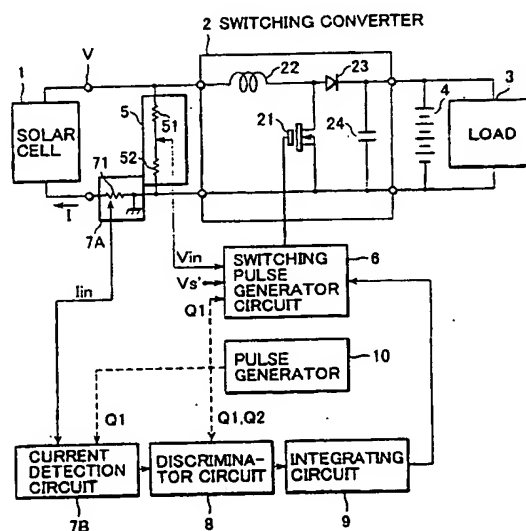 2 SWITCHING CONVERTER
V
1
22
23
4
3
5
51
52
21
24
SOLAR
CELL
LOAD
71
I
7A
Iin
Vin
Vs'
Q1
SWITCHING
PULSE
GENERATOR
CIRCUIT
6
PULSE
GENERATOR
10
Q1
Q1,Q2
CURRENT
DETECTION
CIRCUIT
DISCRIMINA-
TOR CIRCUIT
INTEGRATING
CIRCUIT
7B
8
9